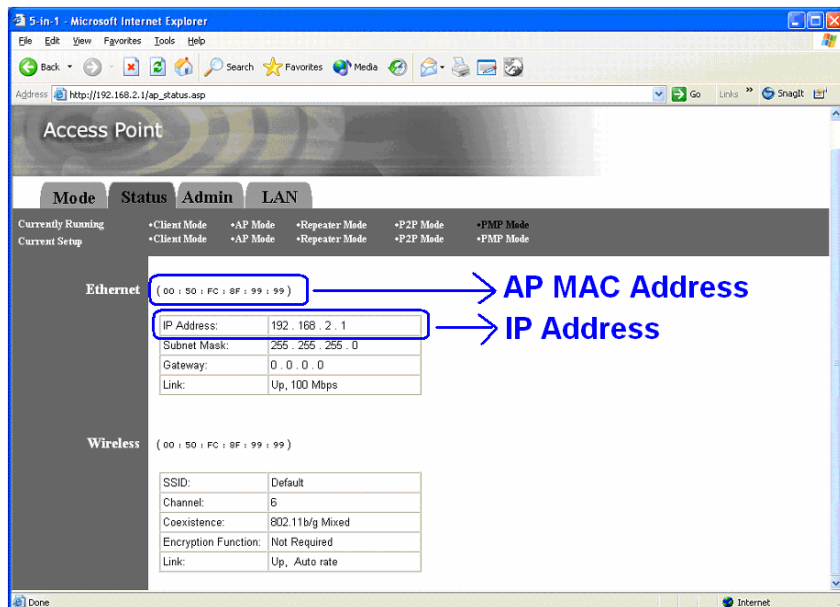 5-in-1 - Microsoft Internet Explorer
File Edit View Favorites Tools Help
Back Search Favorites Media
Address http://192.168.2.1/ap_status.asp Go Links » SnagIt
Access Point
Mode Status Admin LAN
Currently Running •Client Mode •AP Mode •Repeater Mode •P2P Mode •PMP Mode
Current Setup •Client Mode •AP Mode •Repeater Mode •P2P Mode •PMP Mode
Ethernet ( 00 : 50 : FC : 8F : 99 : 99 ) AP MAC Address
IP Address: 192 . 168 . 2 . 1 IP Address
Subnet Mask: 255 . 255 . 255 . 0
Gateway: 0 . 0 . 0 . 0
Link: Up, 100 Mbps
Wireless ( 00 : 50 : FC : 8F : 99 : 99 )
SSID: Default
Channel: 6
Coexistence: 802.11b/g Mixed
Encryption Function: Not Required
Link: Up, Auto rate
Done Internet